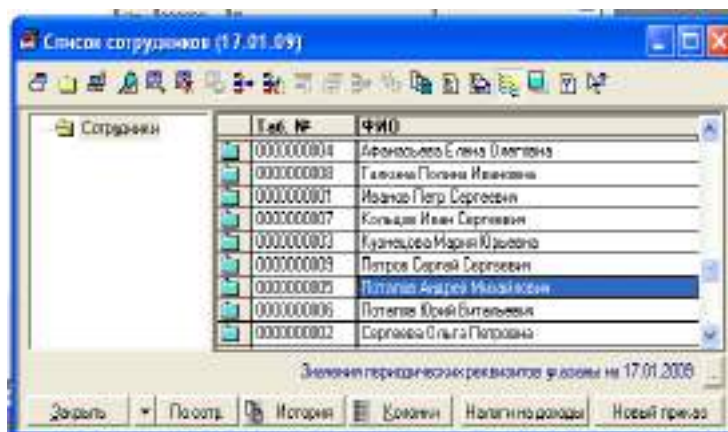 Список сотрудников (17.01.09)
Сотрудники
Таб. № ФИО
0000000004 Афанасьева Елена Олеговна
0000000008 Галкина Полина Ивановна
0000000001 Иванов Петр Сергеевич
0000000007 Кольцов Иван Сергеевич
0000000003 Кузнецова Мария Юрьевна
0000000009 Петров Сергей Сергеевич
0000000005 Потапов Андрей Михайлович
0000000006 Потапов Юрий Витальевич
0000000002 Сергеева Ольга Петровна
Значения периодических реквизитов указаны на 17.01.2009
Закрыть По сотр. История Колонки Налоги на доходы Новый приказ